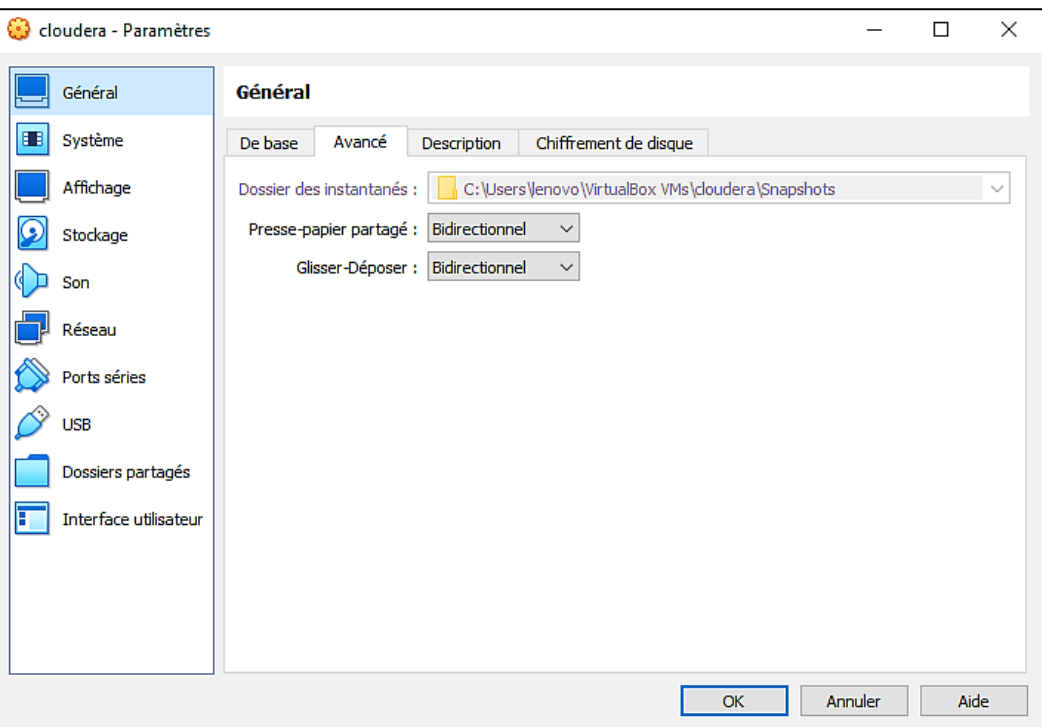 cloudera - Paramètres
Général
Système
Affichage
Stockage
Son
Réseau
Ports séries
USB
Dossiers partagés
Interface utilisateur
Général
De base Avancé Description Chiffrement de disque
Dossier des instantanés : C:\Users\lenovo\VirtualBox VMs\cloudera\Snapshots
Presse-papier partagé : Bidirectionnel
Glisser-Déposer : Bidirectionnel
OK Annuler Aide